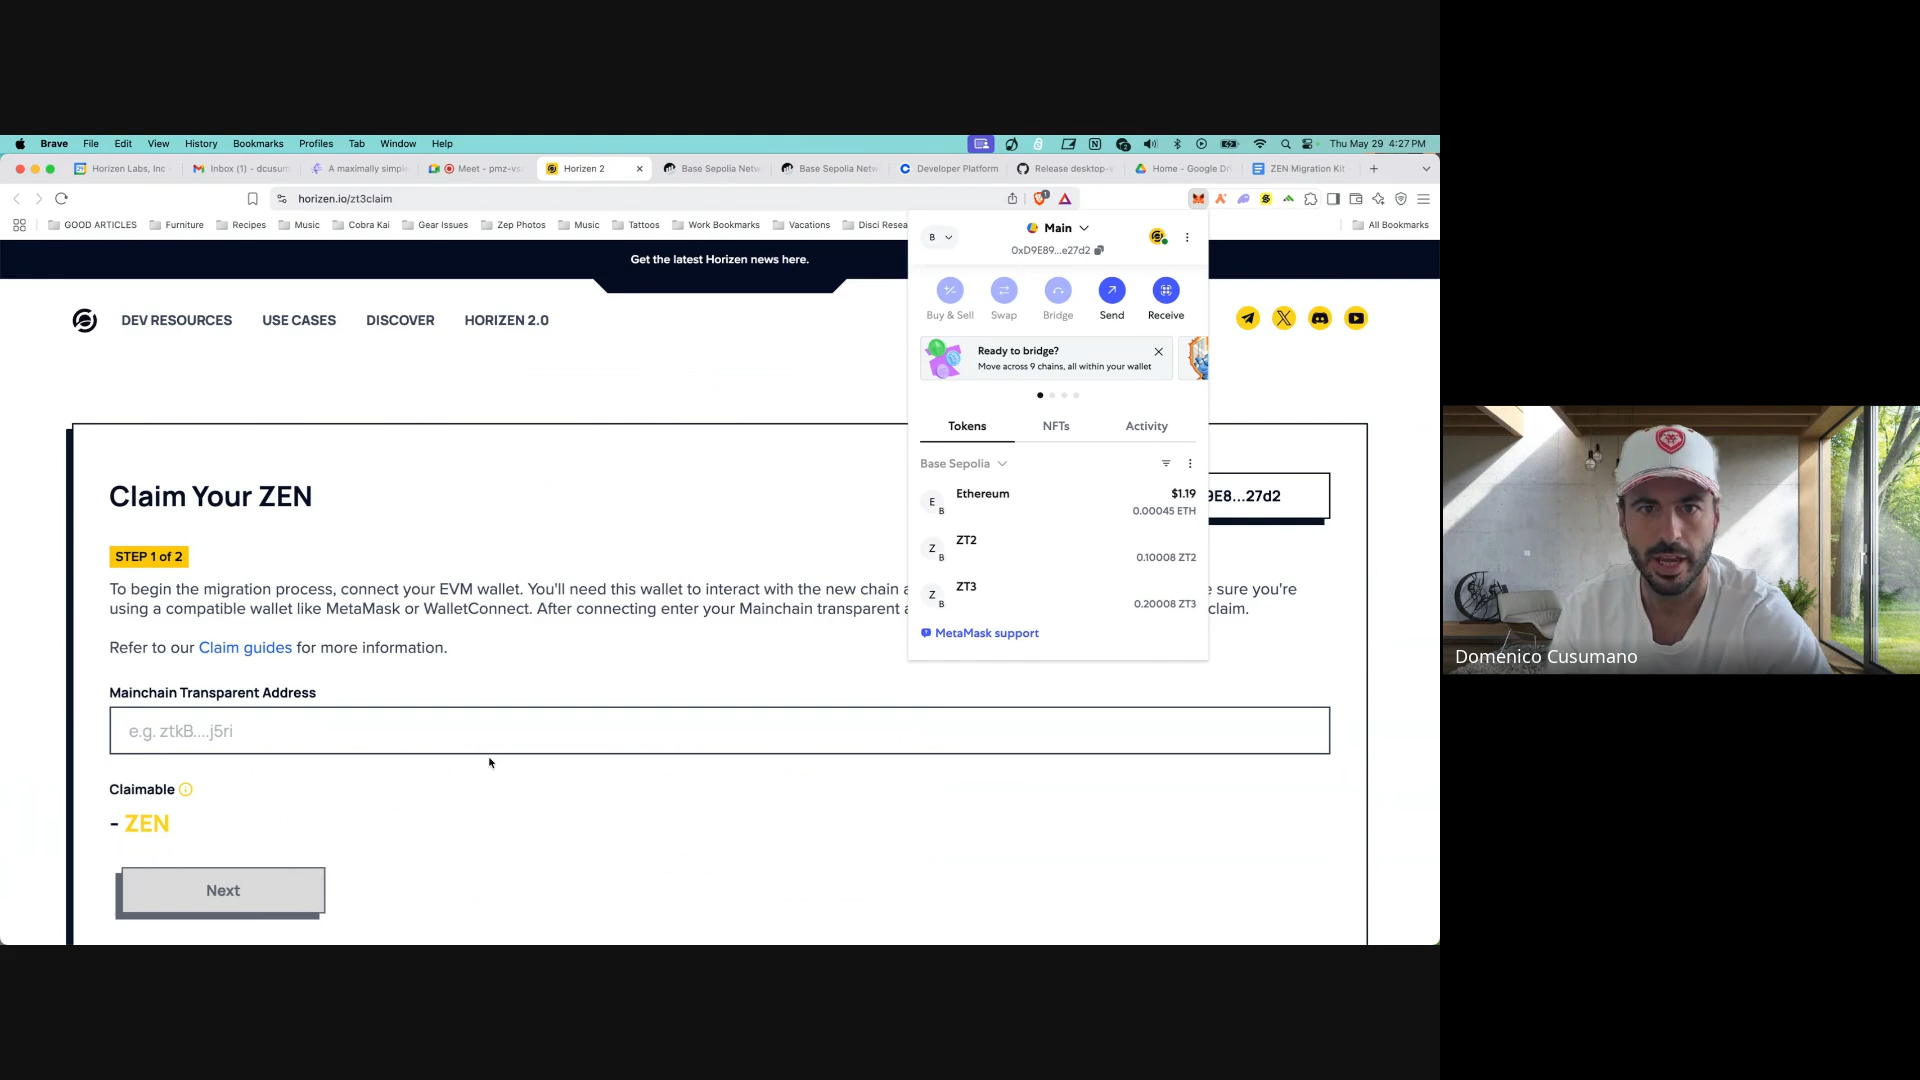 Brave File Edit View History Bookmarks Profiles Tab Window Help
Thu May 29 4:27 PM
Horizen Labs, Inc
Inbox (1) - dcusum
A maximally simple
Meet - pmz-vs
Horizen 2
Base Sepolia Netw
Base Sepolia Netw
Developer Platform
Release desktop-v
Home - Google Dri
ZEN Migration Kit
horizen.io/zt3claim
GOOD ARTICLES Furniture Recipes Music Cobra Kai Gear Issues Zep Photos Music Tattoos Work Bookmarks Vacations Disci Resea
All Bookmarks
Get the latest Horizen news here.
DEV RESOURCES USE CASES DISCOVER HORIZEN 2.0
B
Main
0xD9E89...e27d2
Buy & Sell Swap Bridge Send Receive
Ready to bridge?
Move across 9 chains, all within your wallet
Tokens NFTs Activity
Base Sepolia
E B Ethereum $1.19
0.00045 ETH
Z B ZT2
0.10008 ZT2
Z B ZT3
0.20008 ZT3
MetaMask support
Claim Your ZEN
9E8...27d2
STEP 1 of 2
To begin the migration process, connect your EVM wallet. You'll need this wallet to interact with the new chain a
e sure you're
using a compatible wallet like MetaMask or WalletConnect. After connecting enter your Mainchain transparent a
claim.
Refer to our Claim guides for more information.
Mainchain Transparent Address
e.g. ztkB....j5ri
Claimable
- ZEN
Next
Domenico Cusumano